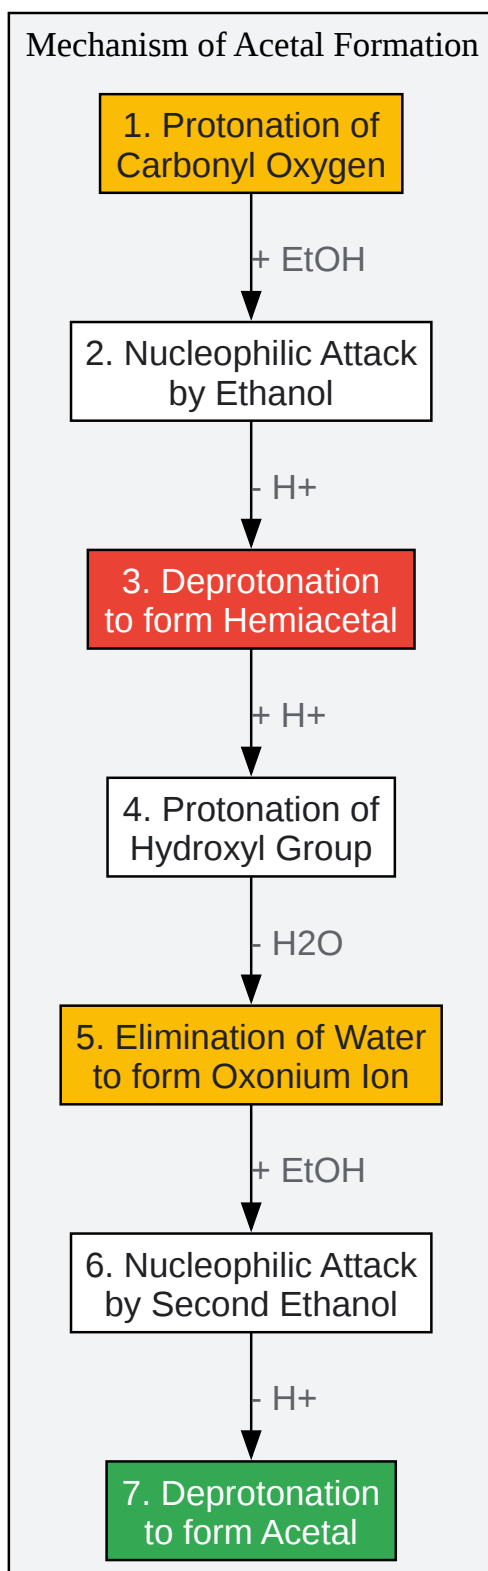 Mechanism of Acetal Formation
1. Protonation of
Carbonyl Oxygen
+ EtOH
2. Nucleophilic Attack
by Ethanol
- H+
3. Deprotonation
to form Hemiacetal
+ H+
4. Protonation of
Hydroxyl Group
- H2O
5. Elimination of Water
to form Oxonium Ion
+ EtOH
6. Nucleophilic Attack
by Second Ethanol
- H+
7. Deprotonation
to form Acetal